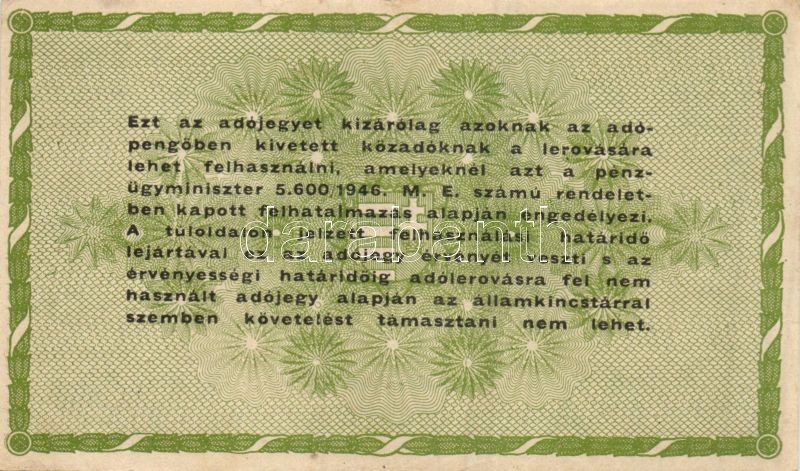 Ezt az adójegyet kizárólag azoknak az adó-
pengőben kivetett közadóknak a lerovására
lehet felhasználni, amelyeknél azt a pénz-
ügyminiszter 5.600/1946. M. E. számú rendelet-
ben kapott felhatalmazás alapján engedélyezi.
A túloldalon jelzett felhasználási határidő
lejártával ez az adójegy érvényét veszti s az
érvényességi határidőig adólerovásra fel nem
használt adójegy alapján az államkincstárral
szemben követelést támasztani nem lehet.
darabanth